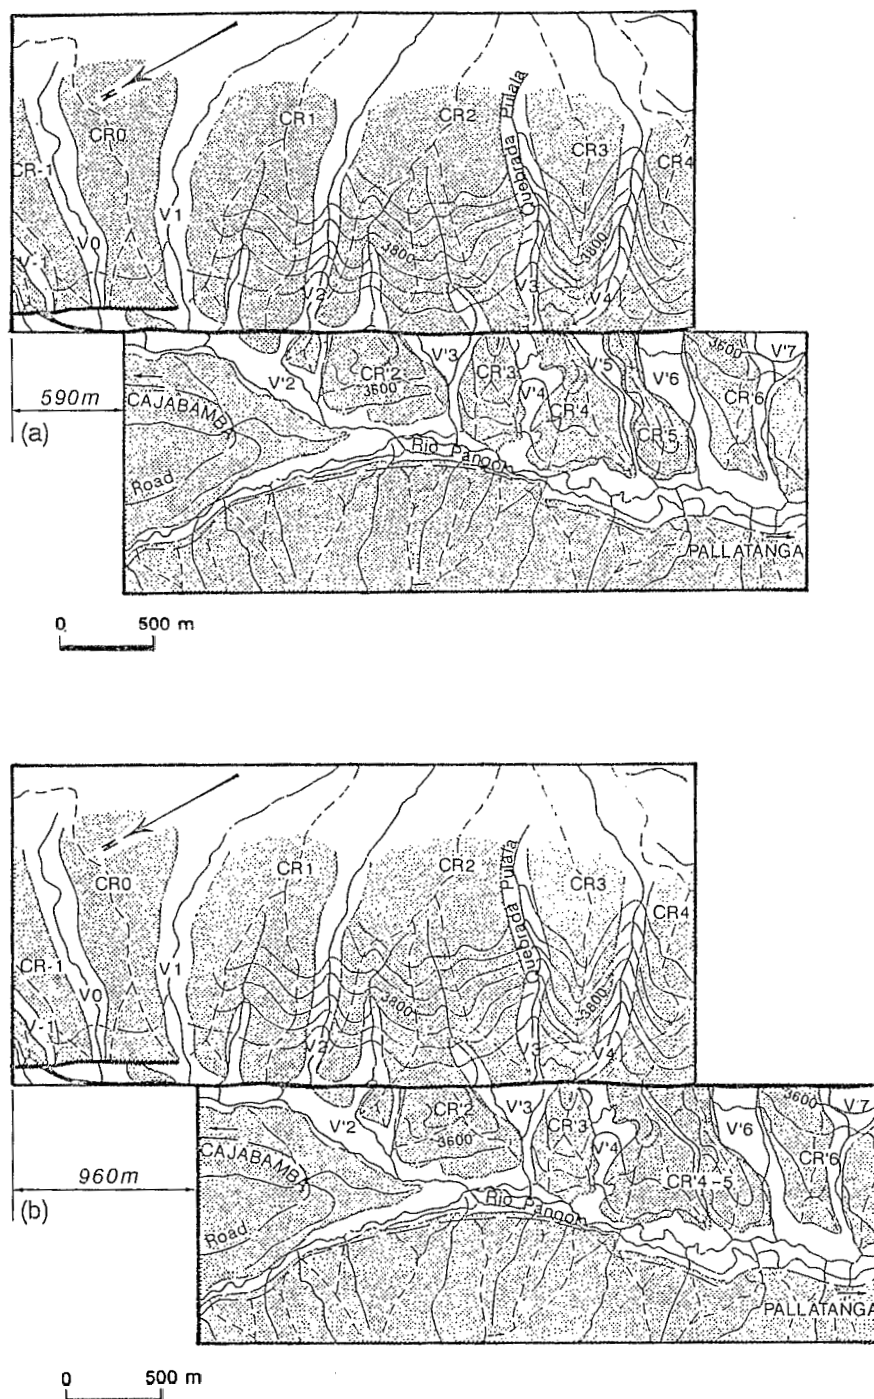 N
CR0
CR1
CR2
Quebrada Pulala
CR3
CR4
CR-1
V1
V0
V-1
3800
3800
V2
V3
V4
590m
(a)
V'2
CR'2
3600
V'3
CR'3
V'4
CR'4
V'5
V'6
CR'5
3600
CR'6
V'7
CAJABAMBA
Road
Rio Pangor
PALLATANGA
0 500 m
N
CR0
CR1
CR2
Quebrada Pulala
CR3
CR4
CR-1
V1
V0
V-1
3800
3800
V2
V3
V4
960m
(b)
V'2
CR'2
3600
V'3
CR'3
V'4
CR'4-5
V'6
3600
CR'6
V'7
CAJABAMBA
Road
Rio Pangor
PALLATANGA
0 500 m